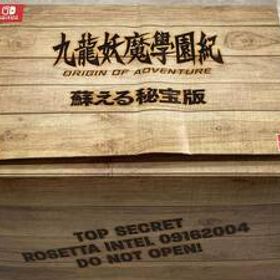 九龍妖魔學園紀
ORIGIN OF ADVENTURE
蘇える秘宝版
TOP SECRET
ROSETTA INTEL 09162004
DO NOT OPEN!